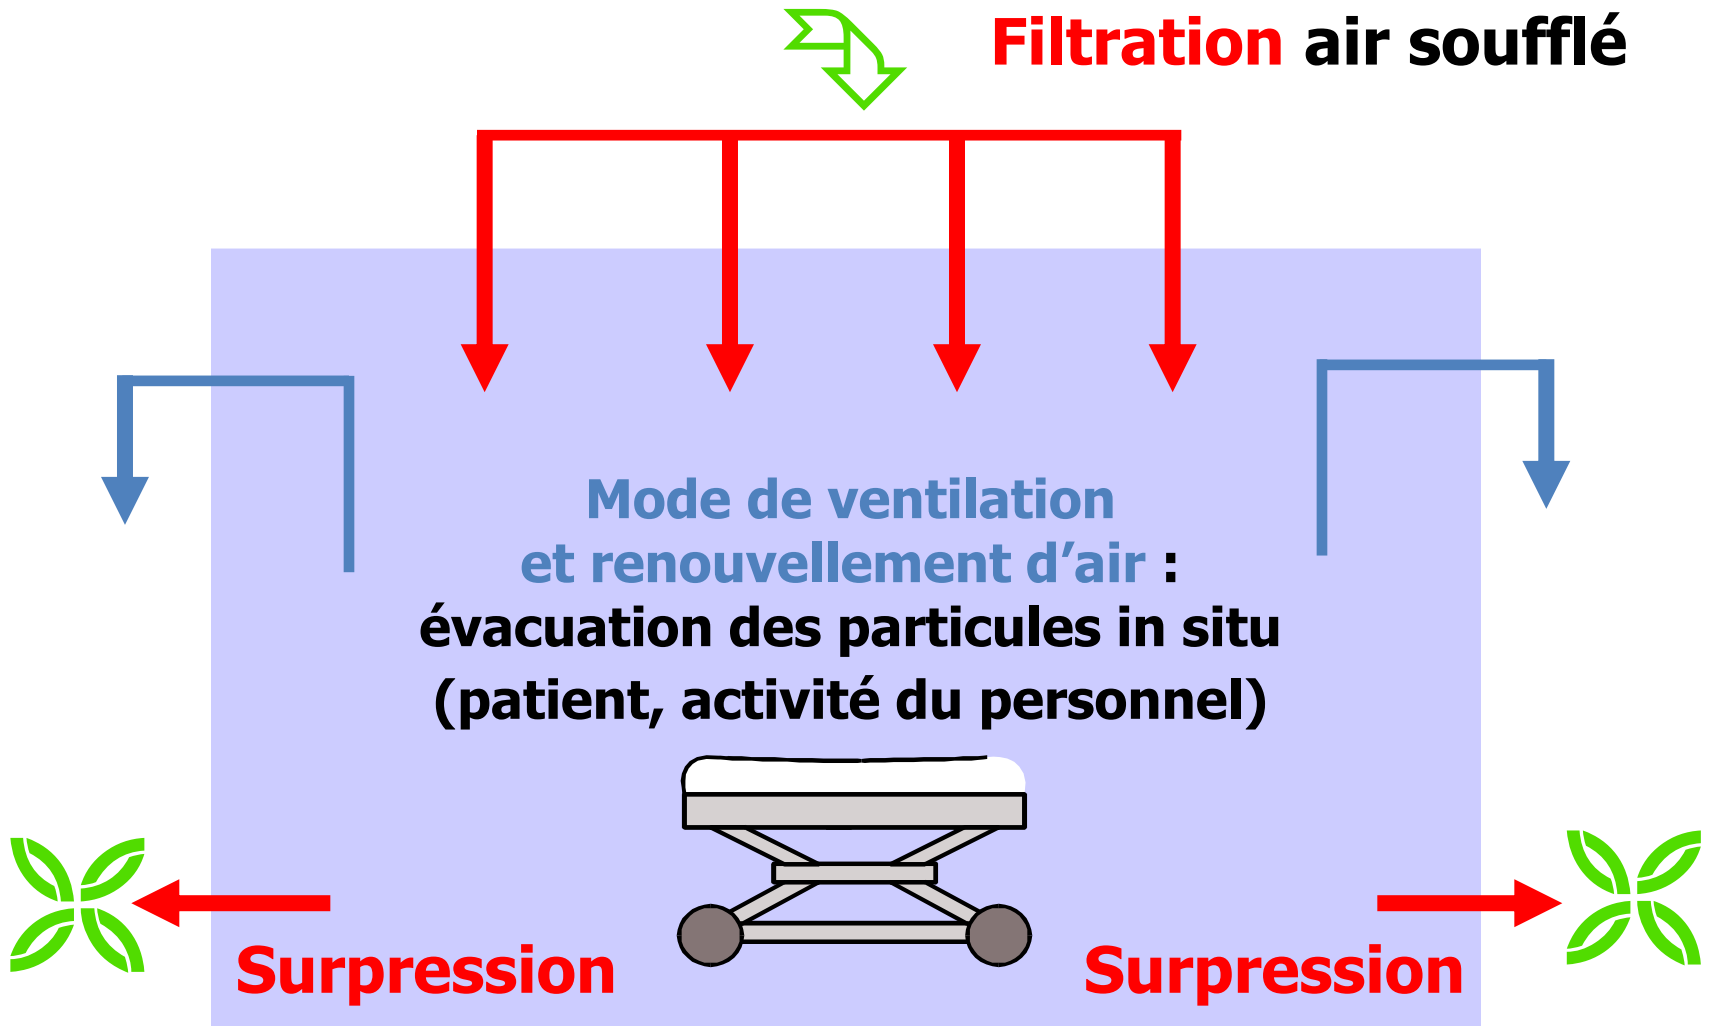 Filtration air soufflé
Mode de ventilation
et renouvellement d’air :
évacuation des particules in situ
(patient, activité du personnel)
Surpression
Surpression